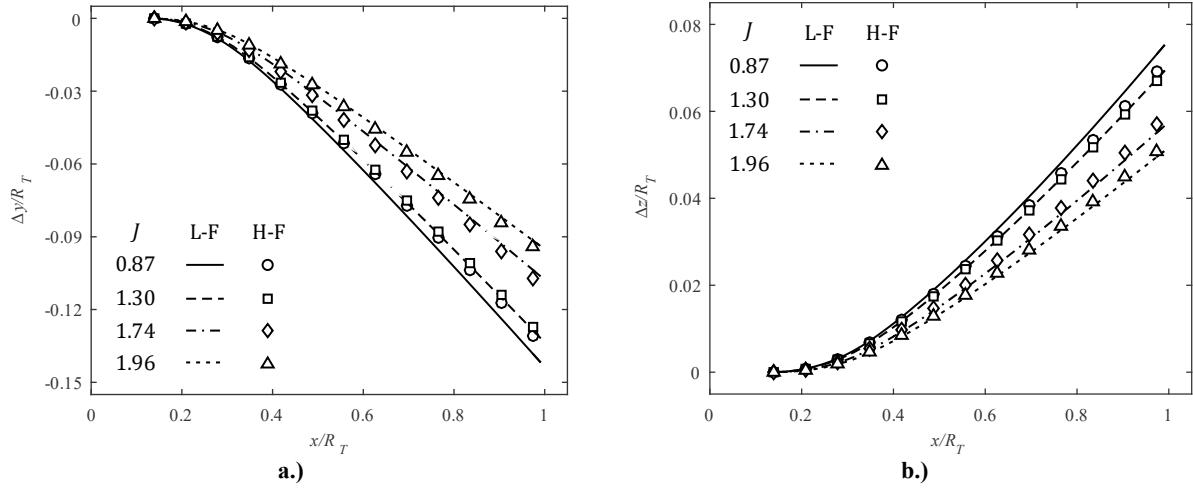 0
-0.03
-0.06
-0.09
-0.12
-0.15
Δy/R_T
J L-F H-F
0.87
1.30
1.74
1.96
0 0.2 0.4 0.6 0.8 1
x/R_T
a.)
0.08
0.06
0.04
0.02
0
Δz/R_T
J L-F H-F
0.87
1.30
1.74
1.96
0 0.2 0.4 0.6 0.8 1
x/R_T
b.)